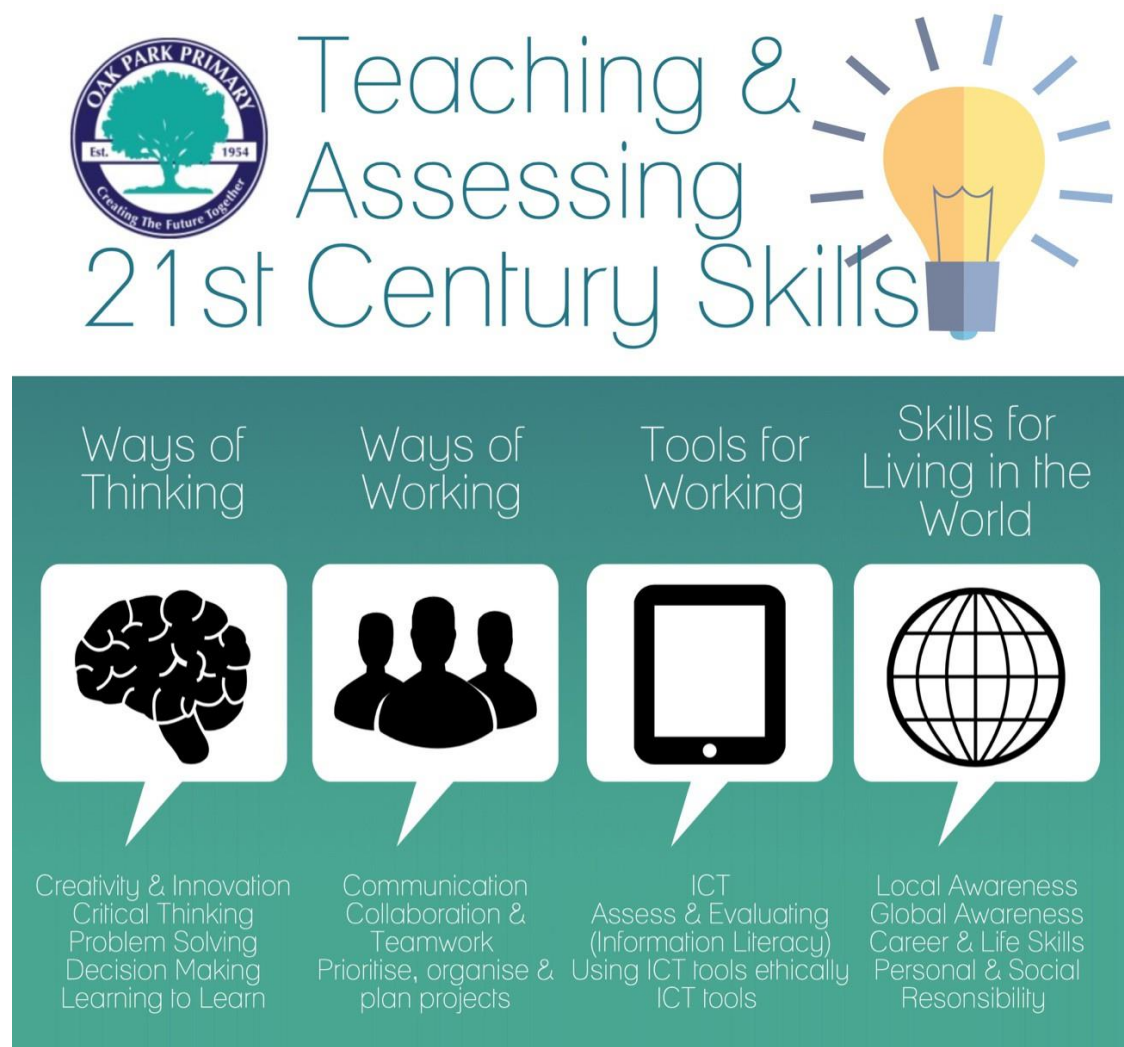 OAK PARK PRIMARY
Est. 1954
Creating The Future Together
Teaching &
Assessing
21st Century Skills
Ways of
Thinking
Creativity & Innovation
Critical Thinking
Problem Solving
Decision Making
Learning to Learn
Ways of
Working
Communication
Collaboration &
Teamwork
Prioritise, organise &
plan projects
Tools for
Working
ICT
Assess & Evaluating
(Information Literacy)
Using ICT tools ethically
ICT tools
Skills for
Living in the
World
Local Awareness
Global Awareness
Career & Life Skills
Personal & Social
Resonsibility